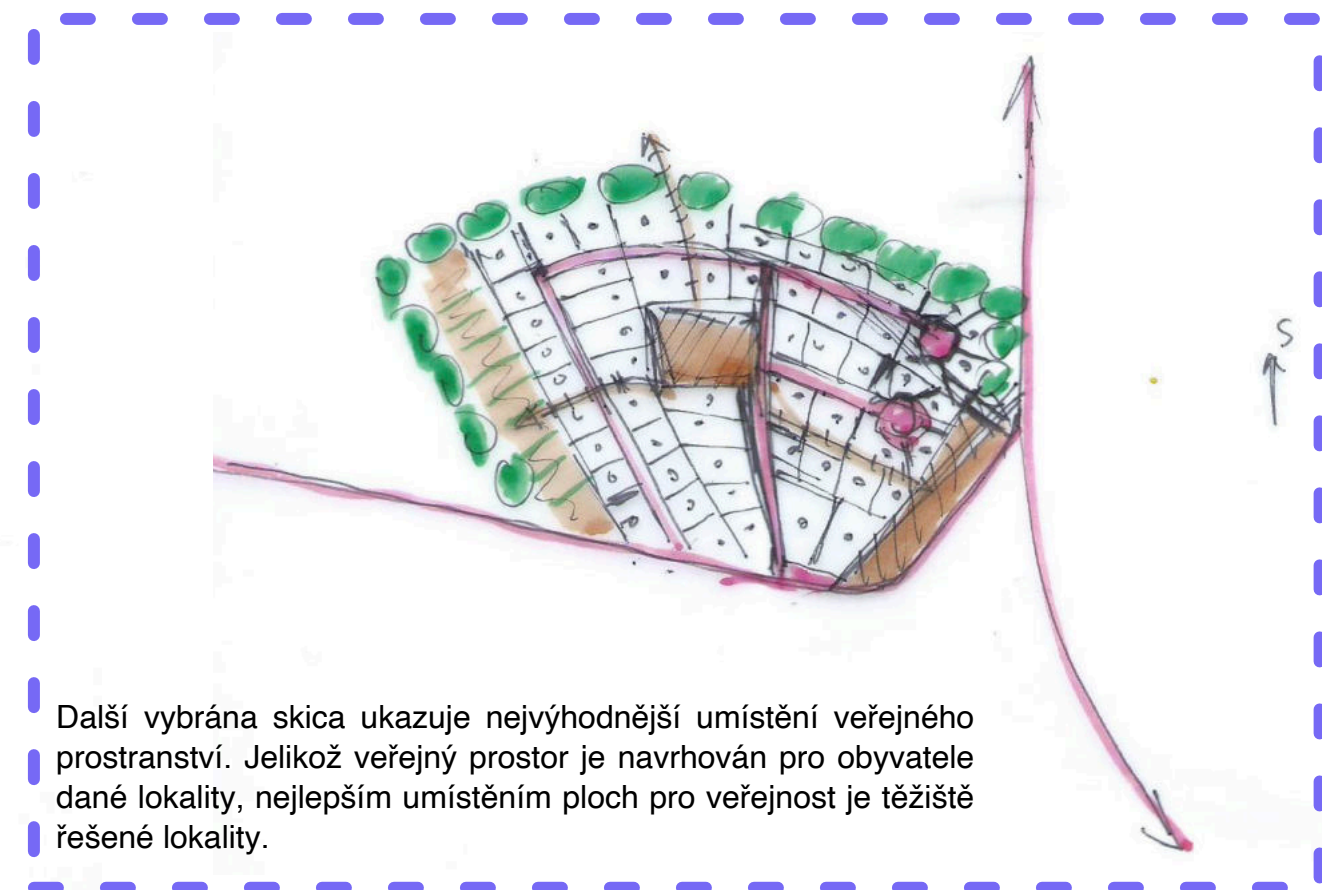 S
Další vybrána skica ukazuje nejvýhodnější umístění veřejného
prostranství. Jelikož veřejný prostor je navrhován pro obyvatele
dané lokality, nejlepším umístěním ploch pro veřejnost je těžiště
řešené lokality.